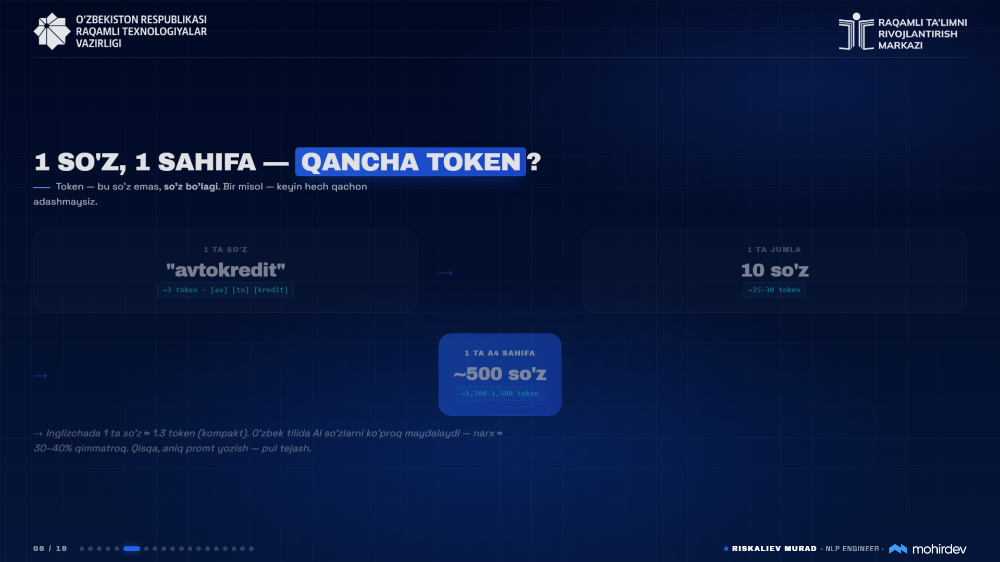 O'ZBEKISTON RESPUBLIKASI
RAQAMLI TEXNOLOGIYALAR
VAZIRLIGI
RAQAMLI TA'LIMNI
RIVOJLANTIRISH
MARKAZI
1 SO'Z, 1 SAHIFA — QANCHA TOKEN?
Token — bu so'z emas, so'z bo'lagi. Bir misol — keyin hech qachon
adashmaysiz.
1 TA SO'Z
"avtokredit"
~3 token · [av] [to] [kredit]
→
1 TA JUMLA
10 so'z
~25–30 token
→
1 TA A4 SAHIFA
~500 so'z
~1,200–1,500 token
→ Inglizchada 1 ta so'z ≈ 1.3 token (kompakt). O'zbek tilida AI so'zlarni ko'proq maydalaydi — narx ≈
30–40% qimmatroq. Qisqa, aniq promt yozish — pul tejash.
06 / 19
RISKALIEV MURAD · NLP ENGINEER ·
mohirdev